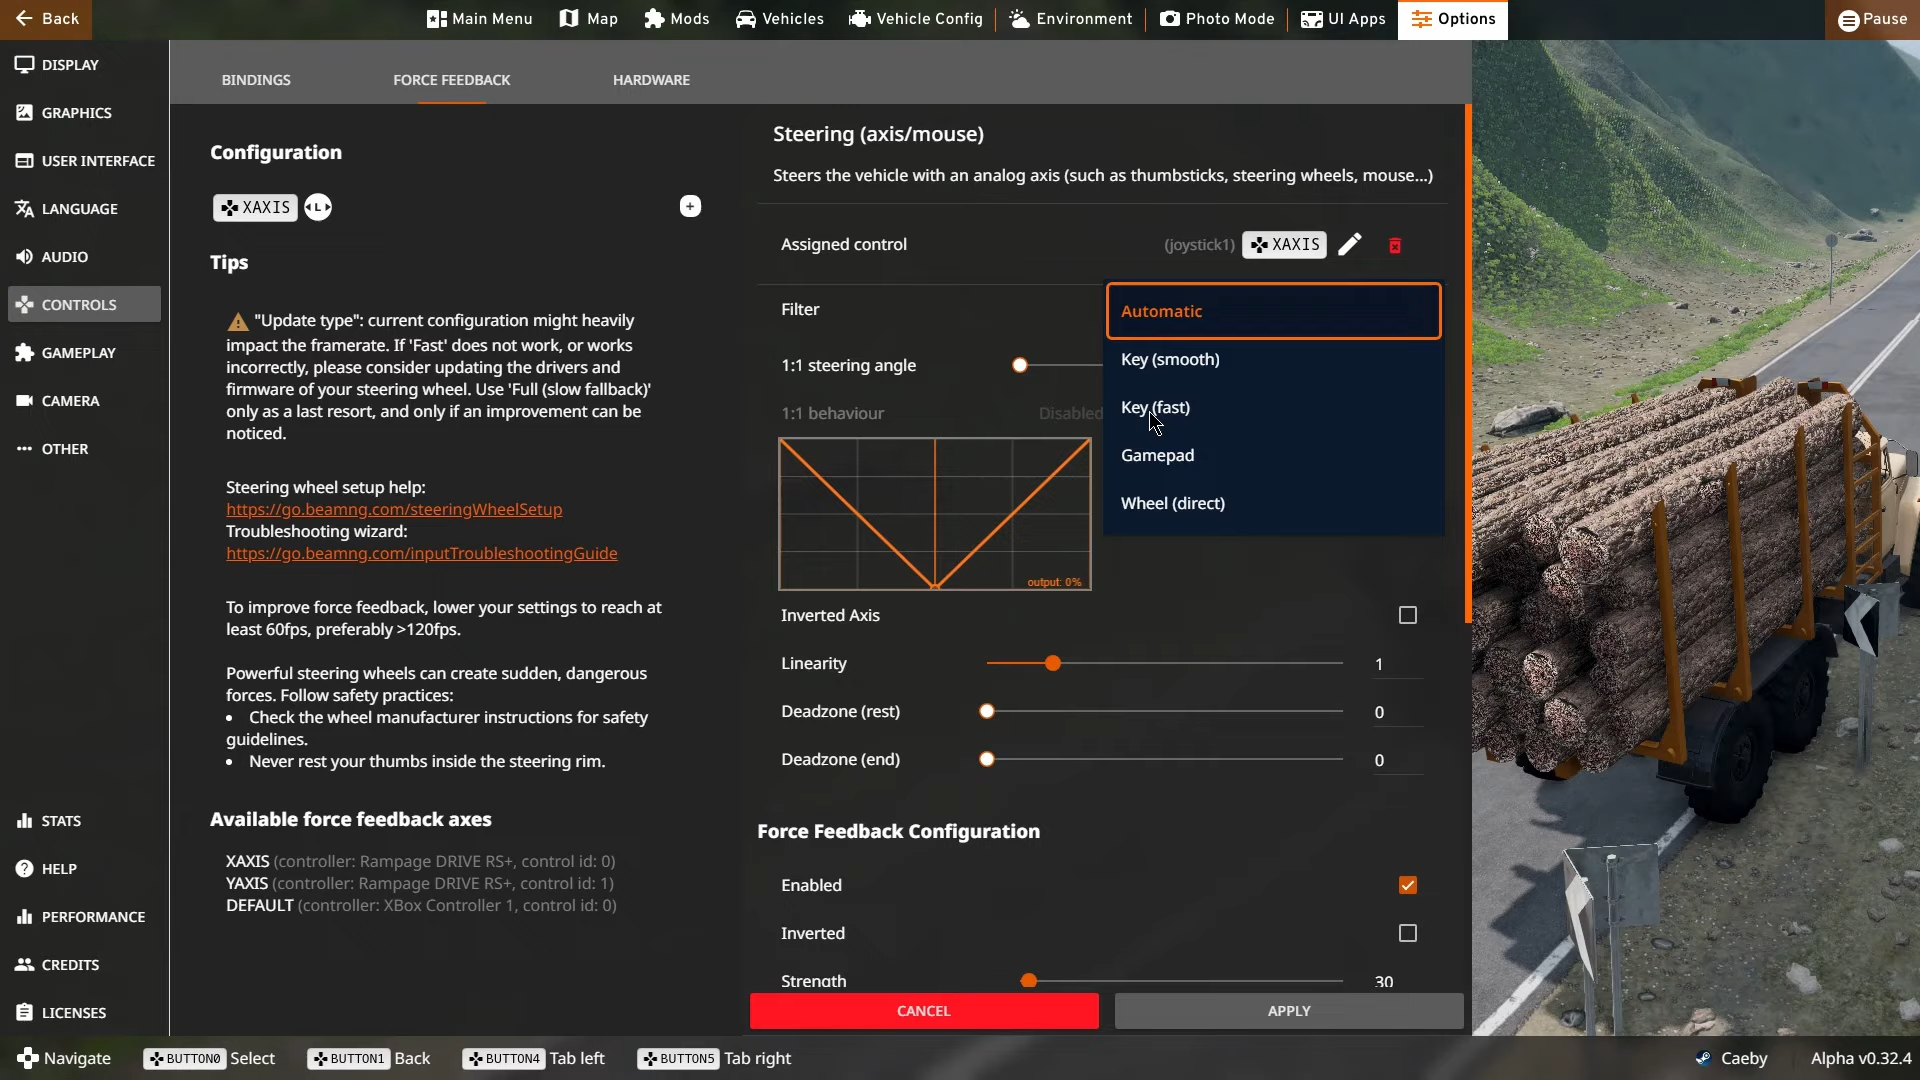 Back
Main Menu
Map
Mods
Vehicles
Vehicle Config
Environment
Photo Mode
UI Apps
Options
Pause
DISPLAY
GRAPHICS
USER INTERFACE
LANGUAGE
AUDIO
CONTROLS
GAMEPLAY
CAMERA
OTHER
STATS
HELP
PERFORMANCE
CREDITS
LICENSES
BINDINGS
FORCE FEEDBACK
HARDWARE
Configuration
XAXIS L
Tips
"Update type": current configuration might heavily
impact the framerate. If 'Fast' does not work, or works
incorrectly, please consider updating the drivers and
firmware of your steering wheel. Use 'Full (slow fallback)'
only as a last resort, and only if an improvement can be
noticed.
Steering wheel setup help:
https://go.beamng.com/steeringWheelSetup
Troubleshooting wizard:
https://go.beamng.com/inputTroubleshootingGuide
To improve force feedback, lower your settings to reach at
least 60fps, preferably >120fps.
Powerful steering wheels can create sudden, dangerous
forces. Follow safety practices:
• Check the wheel manufacturer instructions for safety
guidelines.
• Never rest your thumbs inside the steering rim.
Available force feedback axes
XAXIS (controller: Rampage DRIVE RS+, control id: 0)
YAXIS (controller: Rampage DRIVE RS+, control id: 1)
DEFAULT (controller: XBox Controller 1, control id: 0)
Steering (axis/mouse)
Steers the vehicle with an analog axis (such as thumbsticks, steering wheels, mouse...)
Assigned control (joystick1) XAXIS
Filter
Automatic
Key (smooth)
Key (fast)
Gamepad
Wheel (direct)
1:1 steering angle
1:1 behaviour Disabled
output: 0%
Inverted Axis
Linearity 1
Deadzone (rest) 0
Deadzone (end) 0
Force Feedback Configuration
Enabled
Inverted
Strength 30
CANCEL
APPLY
Navigate
BUTTON0 Select
BUTTON1 Back
BUTTON4 Tab left
BUTTON5 Tab right
Caeby
Alpha v0.32.4